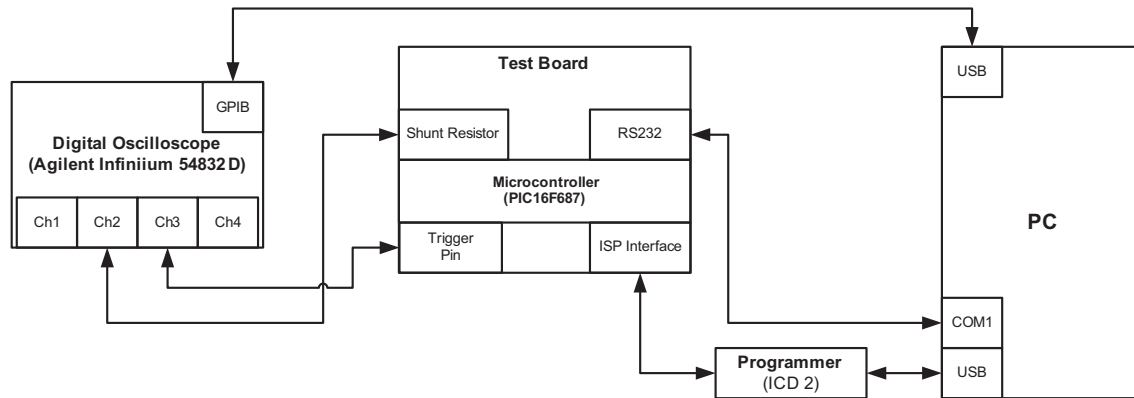 Test Board
USB
GPIB
Digital Oscilloscope
(Agilent Infiniium 54832D)
Shunt Resistor
RS232
Microcontroller
(PIC16F687)
Ch1
Ch2
Ch3
Ch4
Trigger
Pin
ISP Interface
PC
COM1
Programmer
(ICD 2)
USB